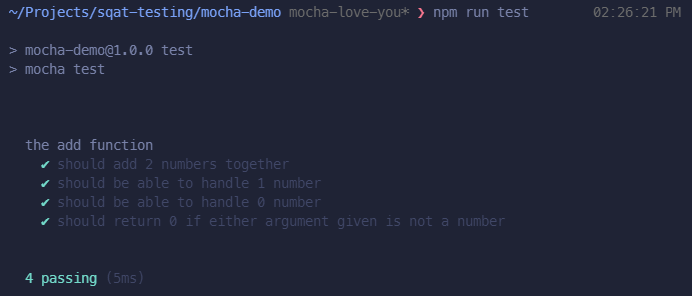 ~/Projects/sqat-testing/mocha-demo mocha-love-you* ❯ npm run test 02:26:21 PM
> mocha-demo@1.0.0 test
> mocha test
the add function
✔ should add 2 numbers together
✔ should be able to handle 1 number
✔ should be able to handle 0 number
✔ should return 0 if either argument given is not a number
4 passing (5ms)